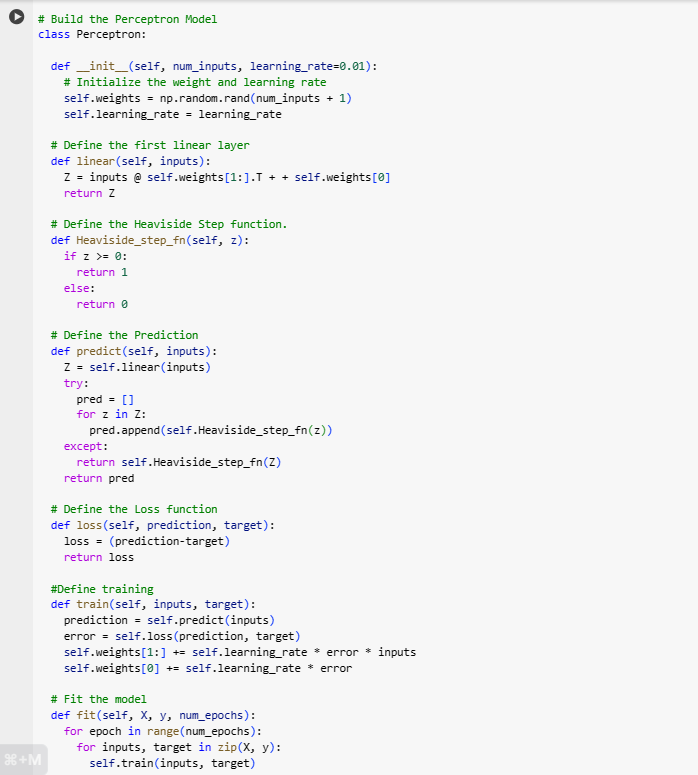 # Build the Perceptron Model
class Perceptron:
def __init__(self, num_inputs, learning_rate=0.01):
# Initialize the weight and learning rate
self.weights = np.random.rand(num_inputs + 1)
self.learning_rate = learning_rate
# Define the first linear layer
def linear(self, inputs):
Z = inputs @ self.weights[1:].T + + self.weights[0]
return Z
# Define the Heaviside Step function.
def Heaviside_step_fn(self, z):
if z >= 0:
return 1
else:
return 0
# Define the Prediction
def predict(self, inputs):
Z = self.linear(inputs)
try:
pred = []
for z in Z:
pred.append(self.Heaviside_step_fn(z))
except:
return self.Heaviside_step_fn(Z)
return pred
# Define the Loss function
def loss(self, prediction, target):
loss = (prediction-target)
return loss
#Define training
def train(self, inputs, target):
prediction = self.predict(inputs)
error = self.loss(prediction, target)
self.weights[1:] += self.learning_rate * error * inputs
self.weights[0] += self.learning_rate * error
# Fit the model
def fit(self, X, y, num_epochs):
for epoch in range(num_epochs):
for inputs, target in zip(X, y):
self.train(inputs, target)
⌘+M